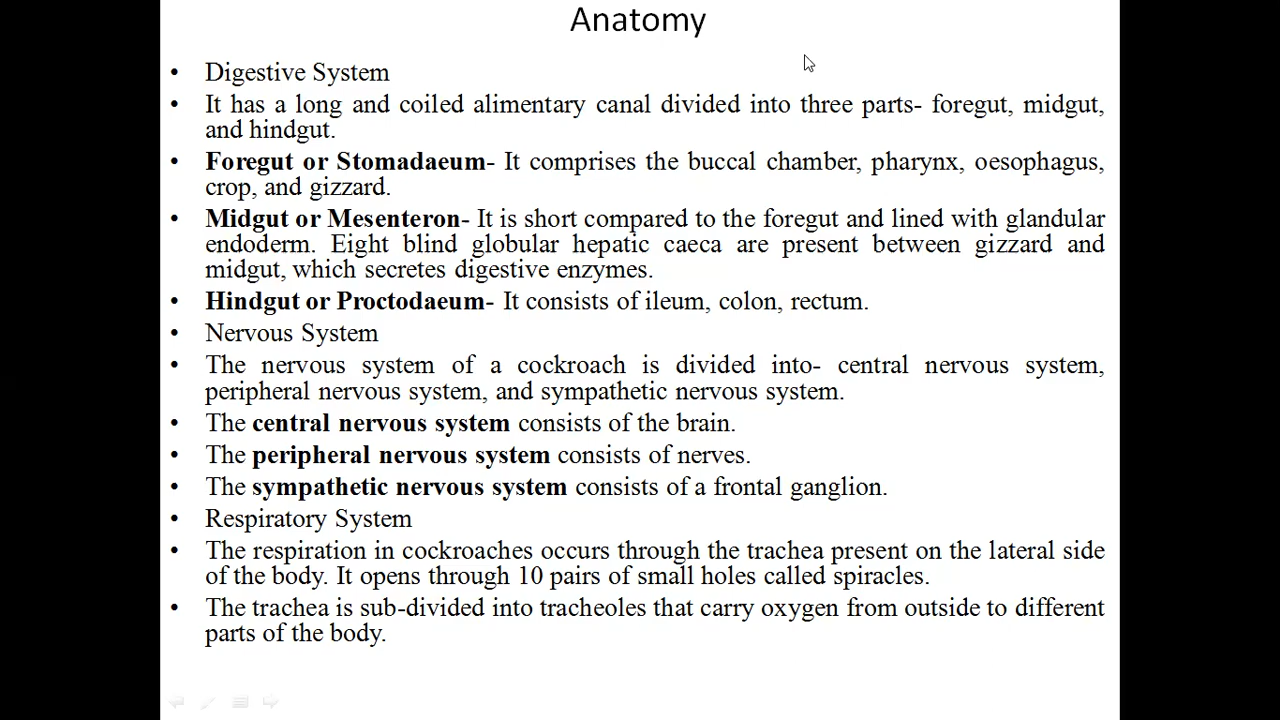 Anatomy
• Digestive System
• It has a long and coiled alimentary canal divided into three parts- foregut, midgut,
and hindgut.
• Foregut or Stomadaeum- It comprises the buccal chamber, pharynx, oesophagus,
crop, and gizzard.
• Midgut or Mesenteron- It is short compared to the foregut and lined with glandular
endoderm. Eight blind globular hepatic caeca are present between gizzard and
midgut, which secretes digestive enzymes.
• Hindgut or Proctodaeum- It consists of ileum, colon, rectum.
• Nervous System
• The nervous system of a cockroach is divided into- central nervous system,
peripheral nervous system, and sympathetic nervous system.
• The central nervous system consists of the brain.
• The peripheral nervous system consists of nerves.
• The sympathetic nervous system consists of a frontal ganglion.
• Respiratory System
• The respiration in cockroaches occurs through the trachea present on the lateral side
of the body. It opens through 10 pairs of small holes called spiracles.
• The trachea is sub-divided into tracheoles that carry oxygen from outside to different
parts of the body.